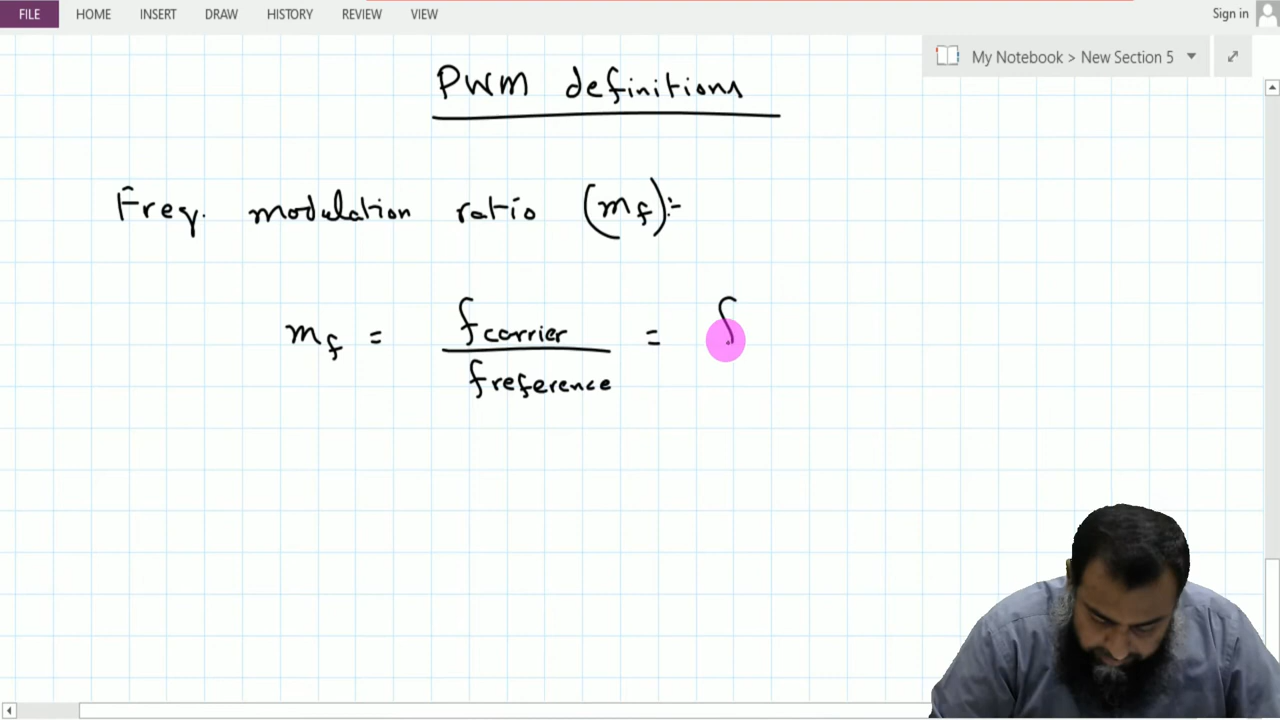 FILE HOME INSERT DRAW HISTORY REVIEW VIEW Sign in
My Notebook > New Section 5
PWM definitions
Freq. modulation ratio (mf):-
mf = fcarrier / freference = f